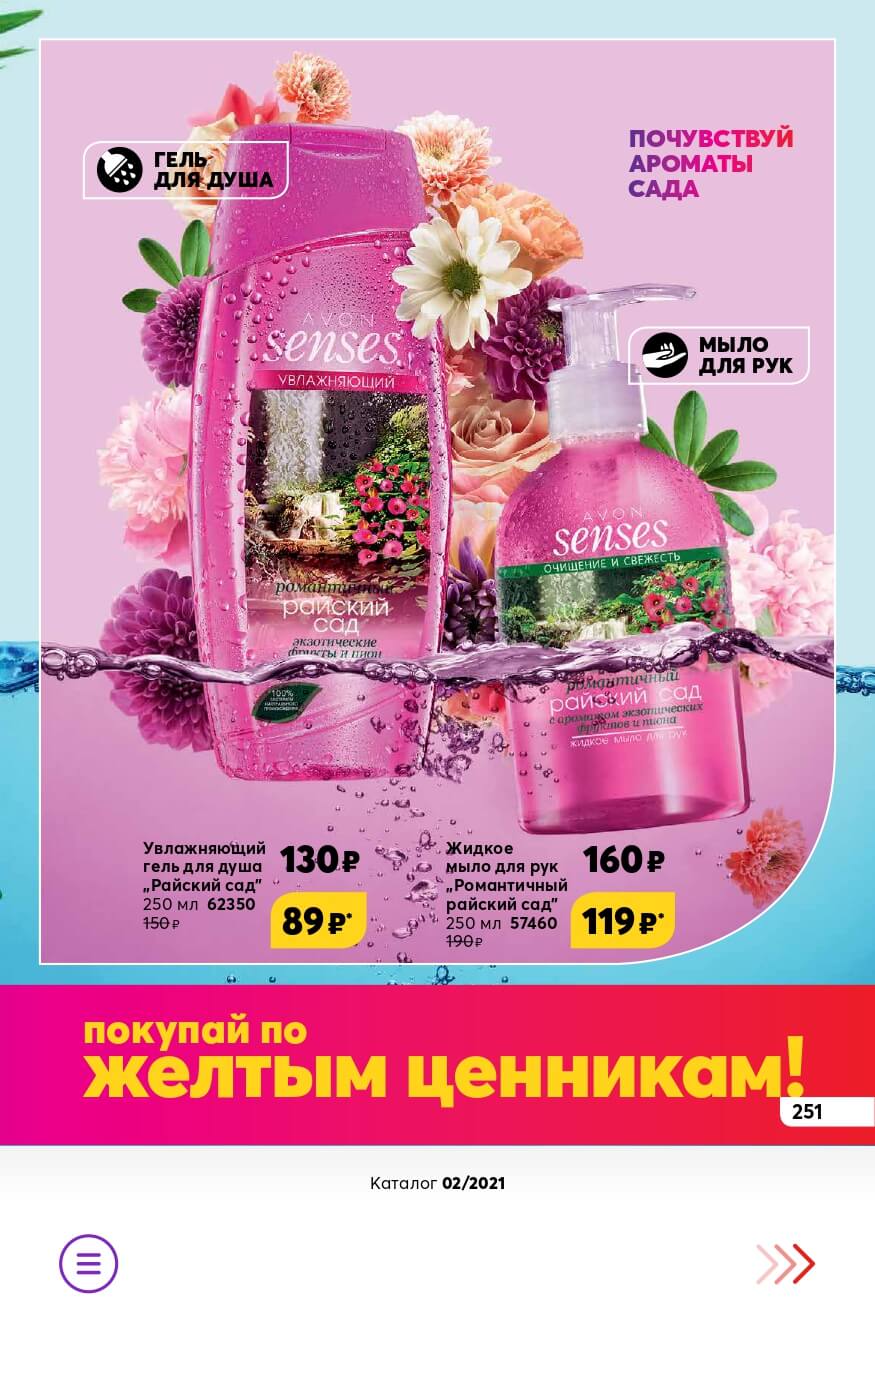 ПОЧУВСТВУЙ
АРОМАТЫ
САДА
ГЕЛЬ
ДЛЯ ДУША
МЫЛО
ДЛЯ РУК
AVON
senses
УВЛАЖНЯЮЩИЙ
романтичный
райский
сад
экзотические
фрукты и пион
100%
AVON
senses
ОЧИЩЕНИЕ И СВЕЖЕСТЬ
романтичный
райский сад
с ароматом экзотических
фруктов и пиона
жидкое мыло для рук
Увлажняющий
гель для душа
„Райский сад"
250 мл 62350
150 ₽
130 ₽
89 ₽*
Жидкое
мыло для рук
„Романтичный
райский сад"
250 мл 57460
190 ₽
160 ₽
119 ₽*
покупай по
желтым ценникам!
251
Каталог 02/2021